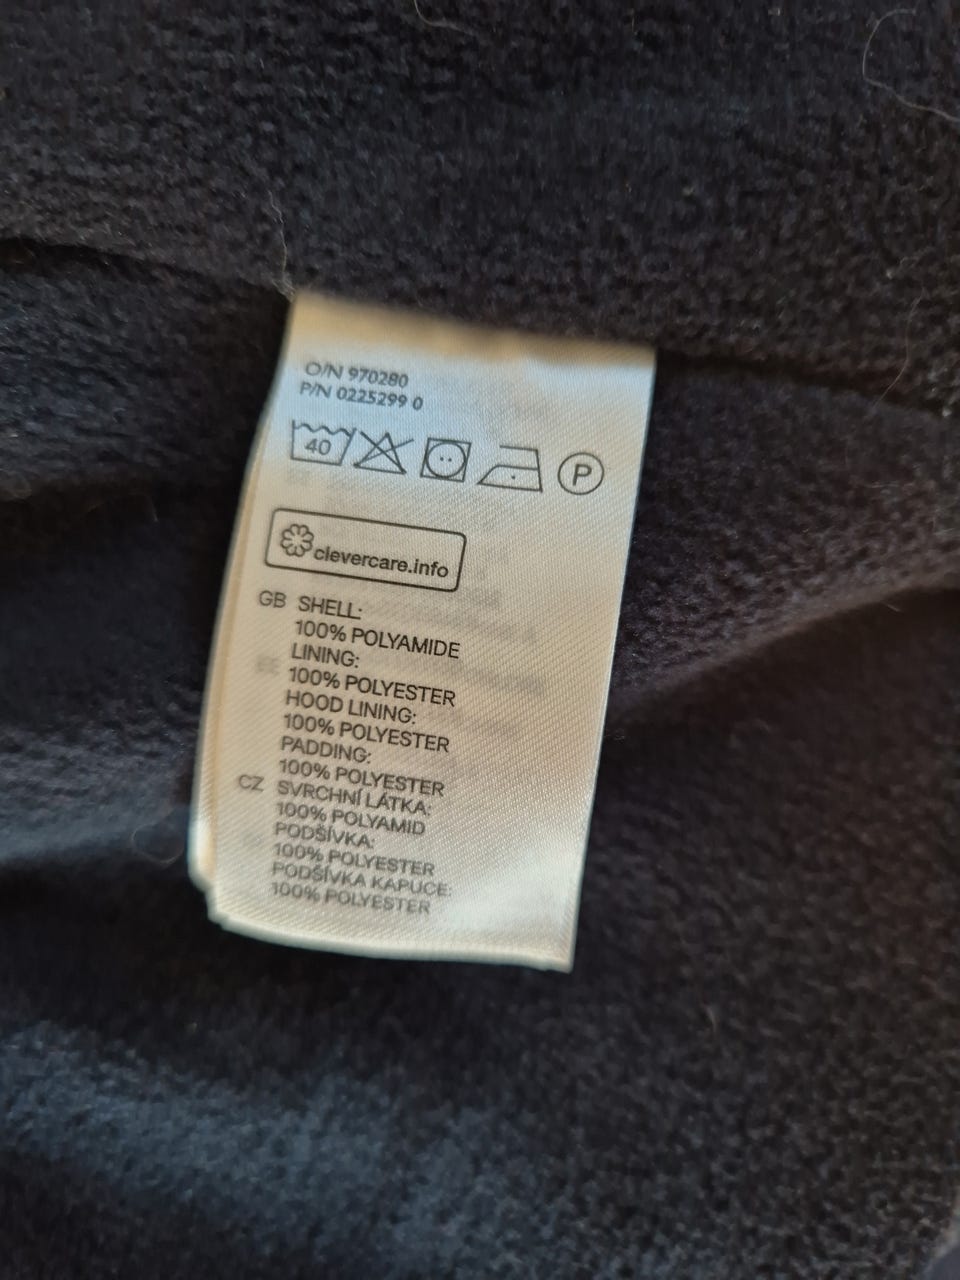 O/N 970280
P/N 0225299 0
40 P
clevercare.info
GB SHELL:
100% POLYAMIDE
LINING:
100% POLYESTER
HOOD LINING:
100% POLYESTER
PADDING:
100% POLYESTER
CZ SVRCHNÍ LÁTKA:
100% POLYAMID
PODŠÍVKA:
100% POLYESTER
PODŠÍVKA KAPUCE:
100% POLYESTER